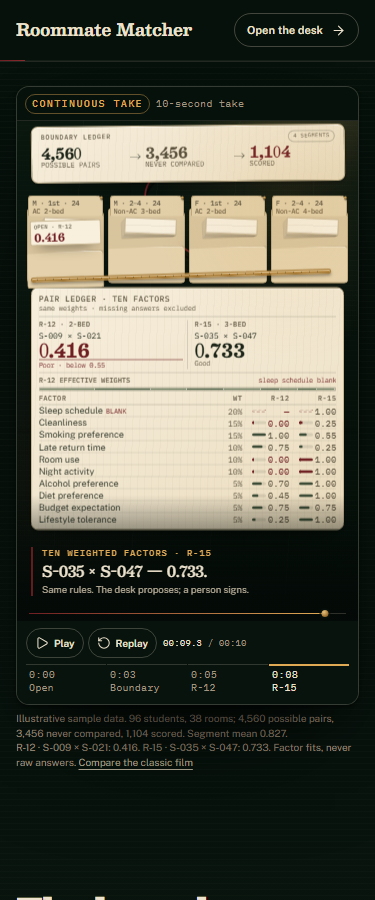 Roommate Matcher
Open the desk →
CONTINUOUS TAKE 10-second take
BOUNDARY LEDGER
4 SEGMENTS
4,560 → 3,456 → 1,104
POSSIBLE PAIRS NEVER COMPARED SCORED
M · 1st · 24 M · 2-4 · 24 F · 1st · 24 F · 2-4 · 24
AC 2-bed Non-AC 3-bed AC 2-bed Non-AC 4-bed
OPEN · R-12
0.416
PAIR LEDGER · TEN FACTORS
same weights · missing answers excluded
R-12 · 2-BED R-15 · 3-BED
S-009 × S-021 S-035 × S-047
0.416 0.733
Poor · below 0.55 Good
R-12 EFFECTIVE WEIGHTS sleep schedule blank
FACTOR WT R-12 R-15
Sleep schedule BLANK 20% — 1.00
Cleanliness 15% 0.00 0.25
Smoking preference 15% 1.00 0.55
Late return time 10% 0.75 0.25
Room use 10% 0.00 1.00
Night activity 10% 0.00 1.00
Alcohol preference 5% 0.70 1.00
Diet preference 5% 0.45 1.00
Budget expectation 5% 0.75 0.75
Lifestyle tolerance 5% 0.25 1.00
TEN WEIGHTED FACTORS · R-15
S-035 × S-047 — 0.733.
Same rules. The desk proposes; a person signs.
Play Replay 00:09.3 / 00:10
0:00 0:03 0:05 0:08
Open Boundary R-12 R-15
Illustrative sample data. 96 students, 38 rooms; 4,560 possible pairs,
3,456 never compared, 1,104 scored. Segment mean 0.827.
R-12 · S-009 × S-021: 0.416. R-15 · S-035 × S-047: 0.733. Factor fits, never
raw answers. Compare the classic film